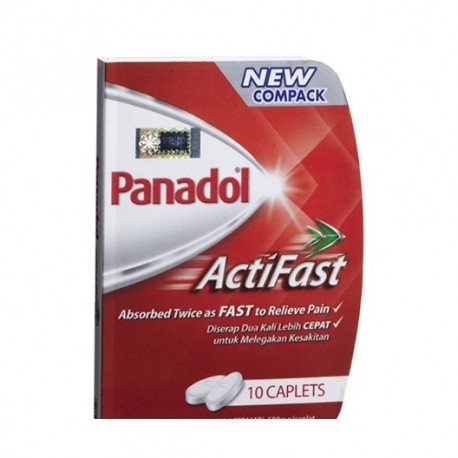 NEW
COMPACK
Panadol
ActiFast
Absorbed Twice as FAST to Relieve Pain ✓
Diserap Dua Kali Lebih CEPAT ✓
untuk Melegakan Kesakitan
10 CAPLETS